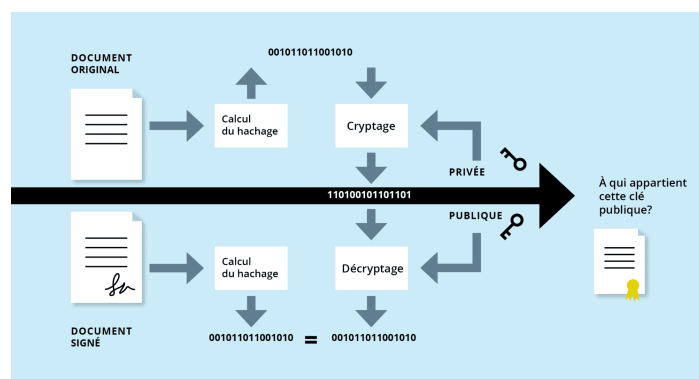 DOCUMENT
ORIGINAL
001011011001010
Calcul
du hachage
Cryptage
PRIVÉE
110100101101101
À qui appartient
cette clé
publique?
PUBLIQUE
Calcul
du hachage
Décryptage
DOCUMENT
SIGNÉ
001011011001010 = 001011011001010